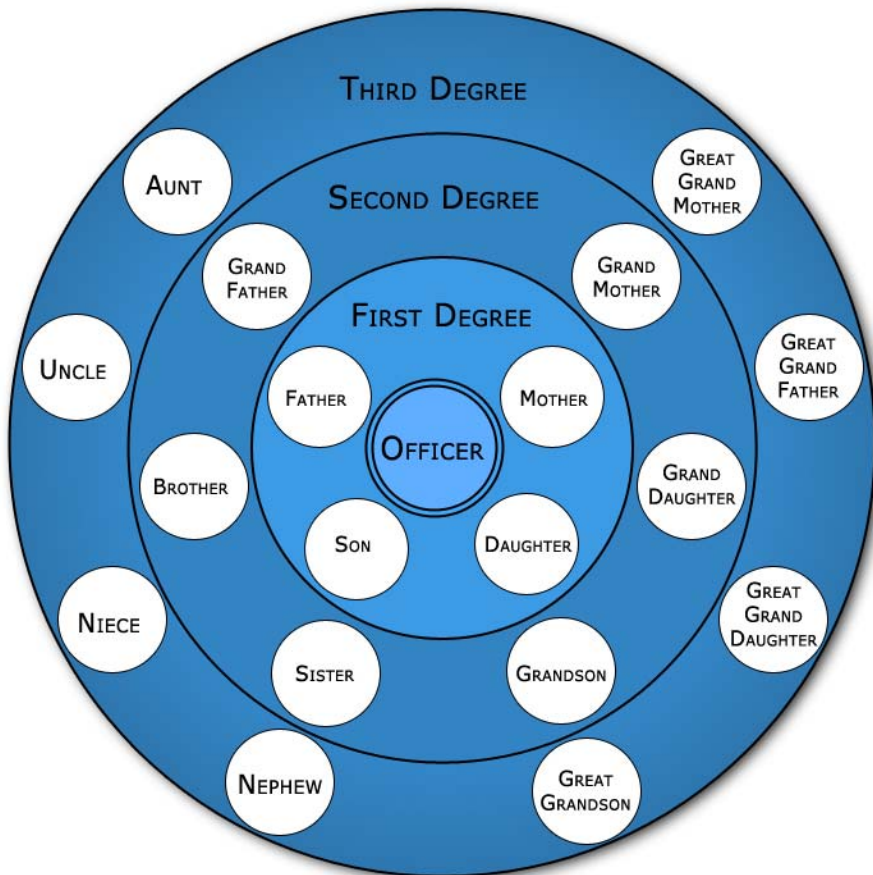 Third Degree
Aunt
Great
Grand
Mother
Second Degree
Grand
Father
Grand
Mother
First Degree
Uncle
Great
Grand
Father
Father
Mother
Officer
Brother
Grand
Daughter
Son
Daughter
Niece
Great
Grand
Daughter
Sister
Grandson
Nephew
Great
Grandson